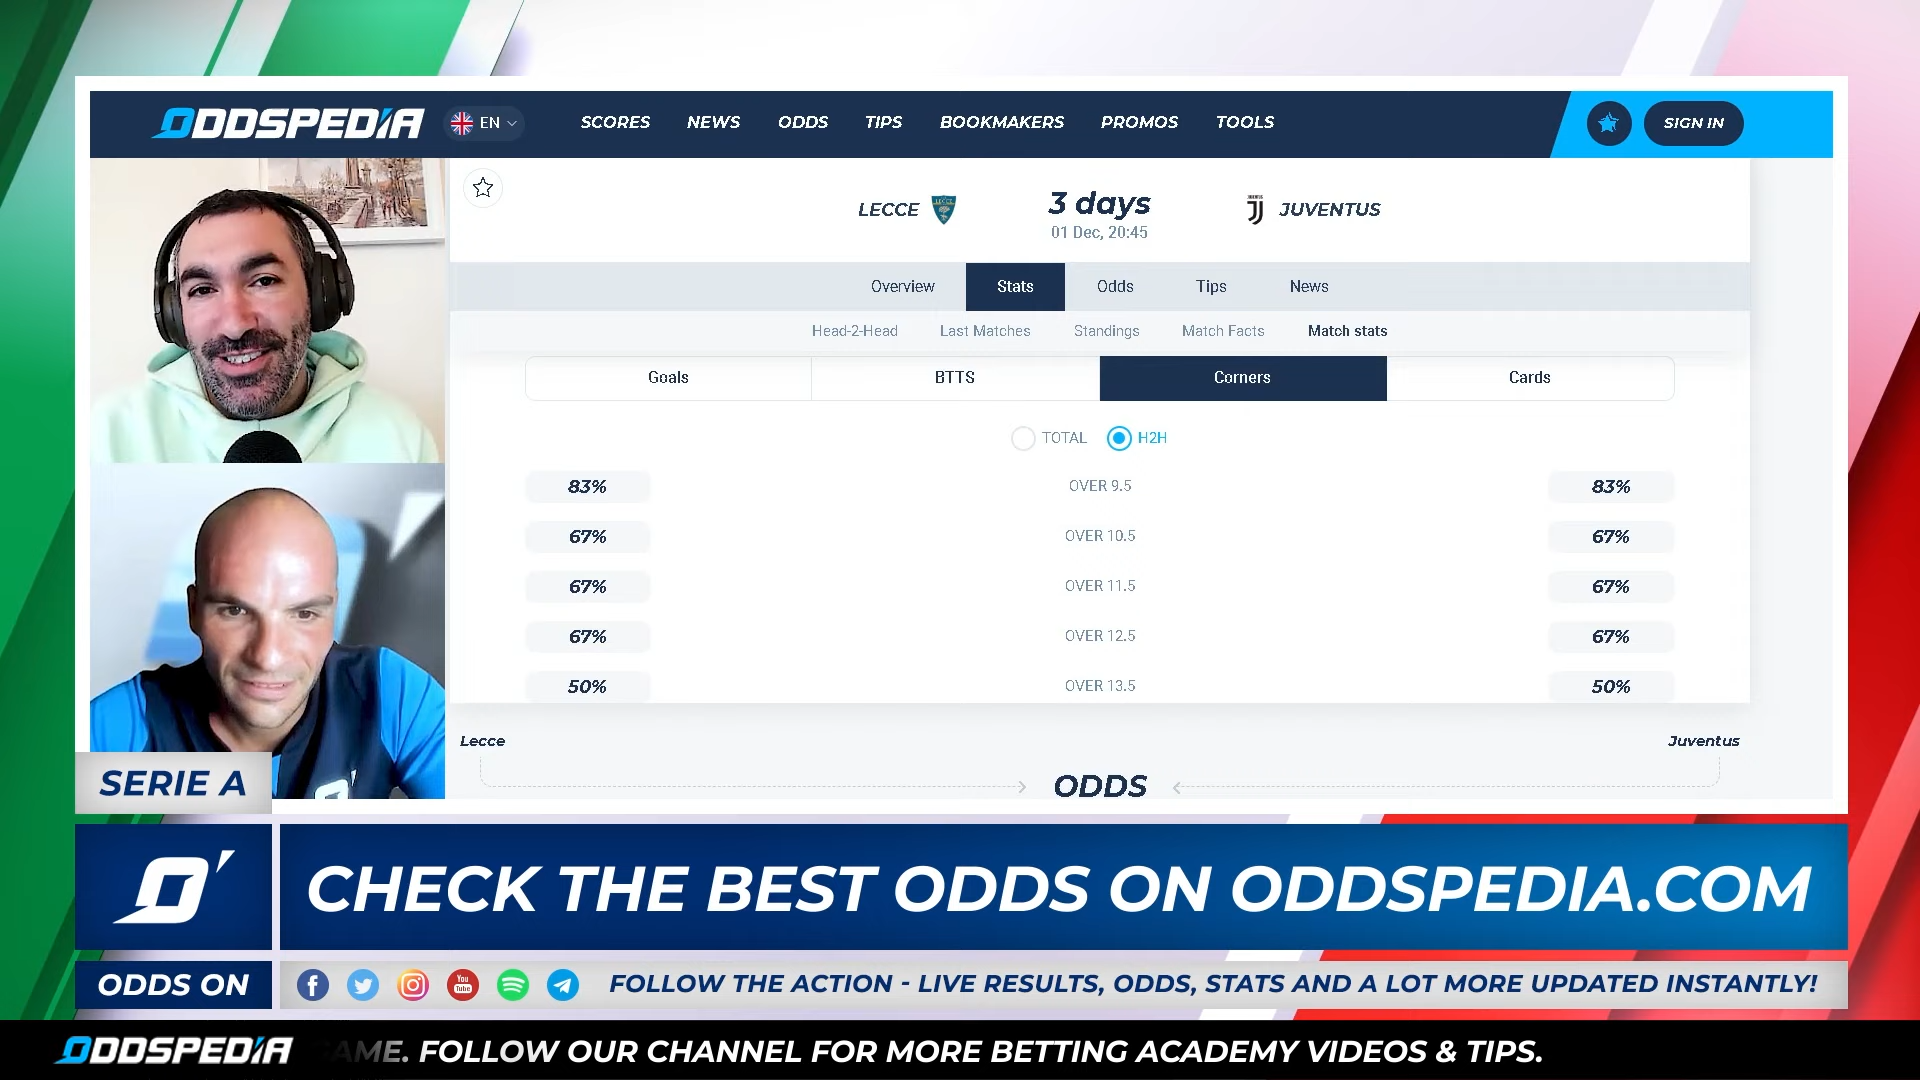 ODDSPEDIA
EN
SCORES NEWS ODDS TIPS BOOKMAKERS PROMOS TOOLS
SIGN IN
LECCE 3 days JUVENTUS
01 Dec, 20:45
Overview Stats Odds Tips News
Head-2-Head Last Matches Standings Match Facts Match stats
Goals BTTS Corners Cards
TOTAL H2H
83% OVER 9.5 83%
67% OVER 10.5 67%
67% OVER 11.5 67%
67% OVER 12.5 67%
50% OVER 13.5 50%
Lecce Juventus
ODDS
SERIE A
CHECK THE BEST ODDS ON ODDSPEDIA.COM
ODDS ON
FOLLOW THE ACTION - LIVE RESULTS, ODDS, STATS AND A LOT MORE UPDATED INSTANTLY!
ODDSPEDIA
FOLLOW OUR CHANNEL FOR MORE BETTING ACADEMY VIDEOS & TIPS.